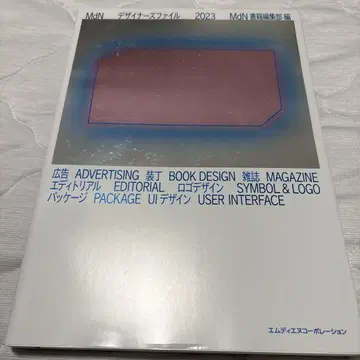 MdN デザイナーズファイル 2023 MdN書籍編集部 編
広告 ADVERTISING 装丁 BOOK DESIGN 雑誌 MAGAZINE
エディトリアル EDITORIAL ロゴデザイン SYMBOL & LOGO
パッケージ PACKAGE UIデザイン USER INTERFACE
エムディエヌコーポレーション